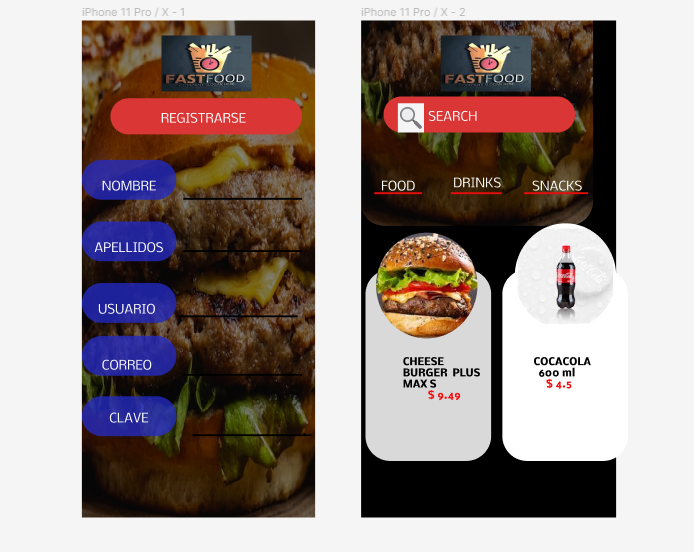 iPhone 11 Pro / X - 1
FASTFOOD
REGISTRARSE
NOMBRE
APELLIDOS
USUARIO
CORREO
CLAVE
iPhone 11 Pro / X - 2
FASTFOOD
SEARCH
FOOD
DRINKS
SNACKS
CHEESE
BURGER PLUS
MAX S
$ 9.49
COCACOLA
600 ml
$ 4.5